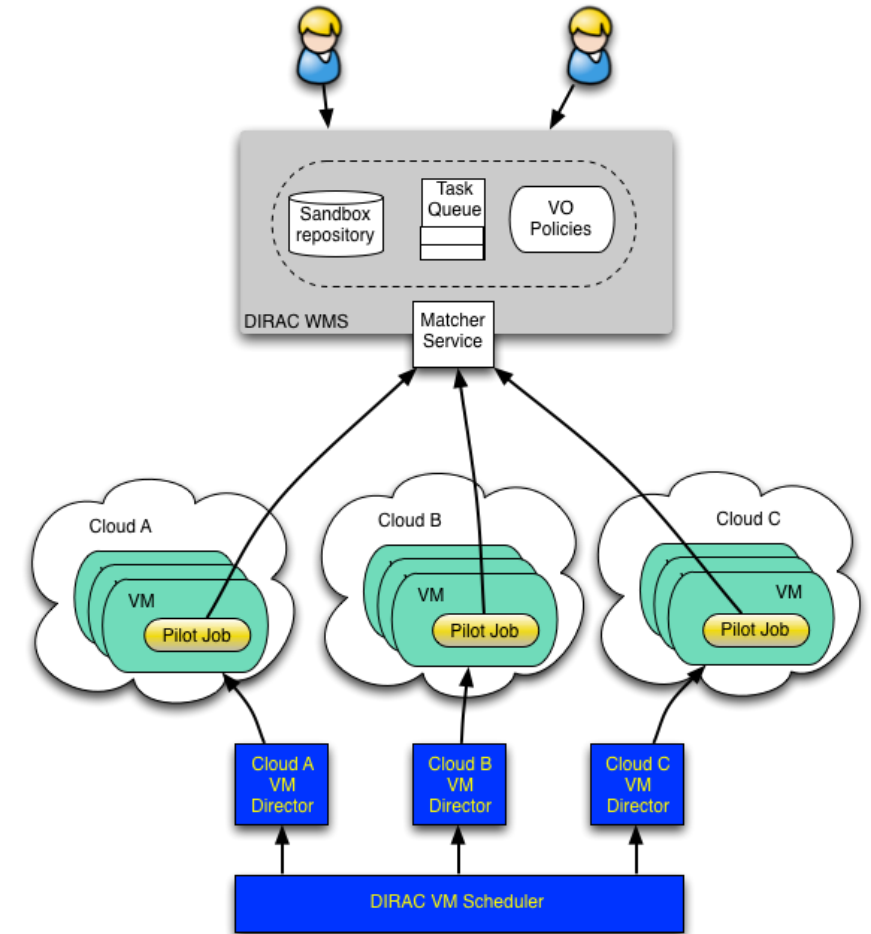 Sandbox
repository
Task
Queue
VO
Policies
DIRAC WMS
Matcher
Service
Cloud A
VM
Pilot Job
Cloud B
VM
Pilot Job
Cloud C
VM
Pilot Job
Cloud A
VM
Director
Cloud B
VM
Director
Cloud C
VM
Director
DIRAC VM Scheduler